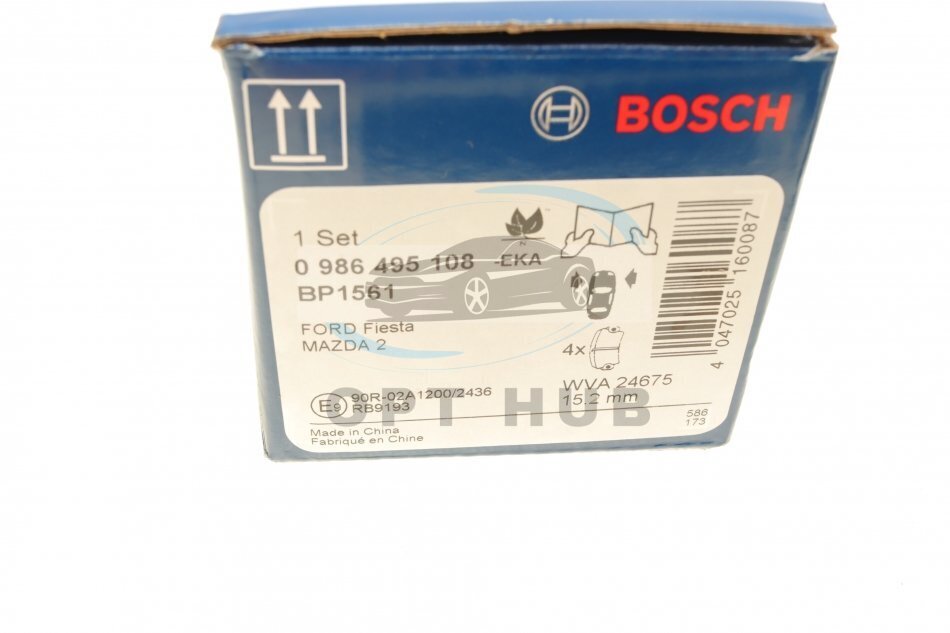 BOSCH
1 Set
0 986 495 108 -EKA
BP1561
FORD Fiesta
MAZDA 2
4x
WVA 24675
15,2 mm
E9 90R-02A1200/2436
RB9193
Made in China
Fabriqué en Chine
586
173
4 047025 160087
N
OPT HUB